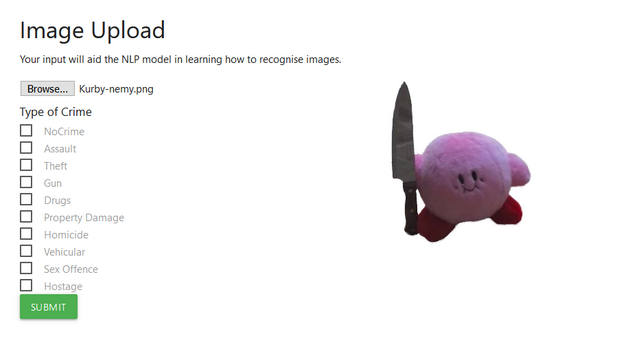 Image Upload
Your input will aid the NLP model in learning how to recognise images.
Browse... Kurby-nemy.png
Type of Crime
NoCrime
Assault
Theft
Gun
Drugs
Property Damage
Homicide
Vehicular
Sex Offence
Hostage
SUBMIT